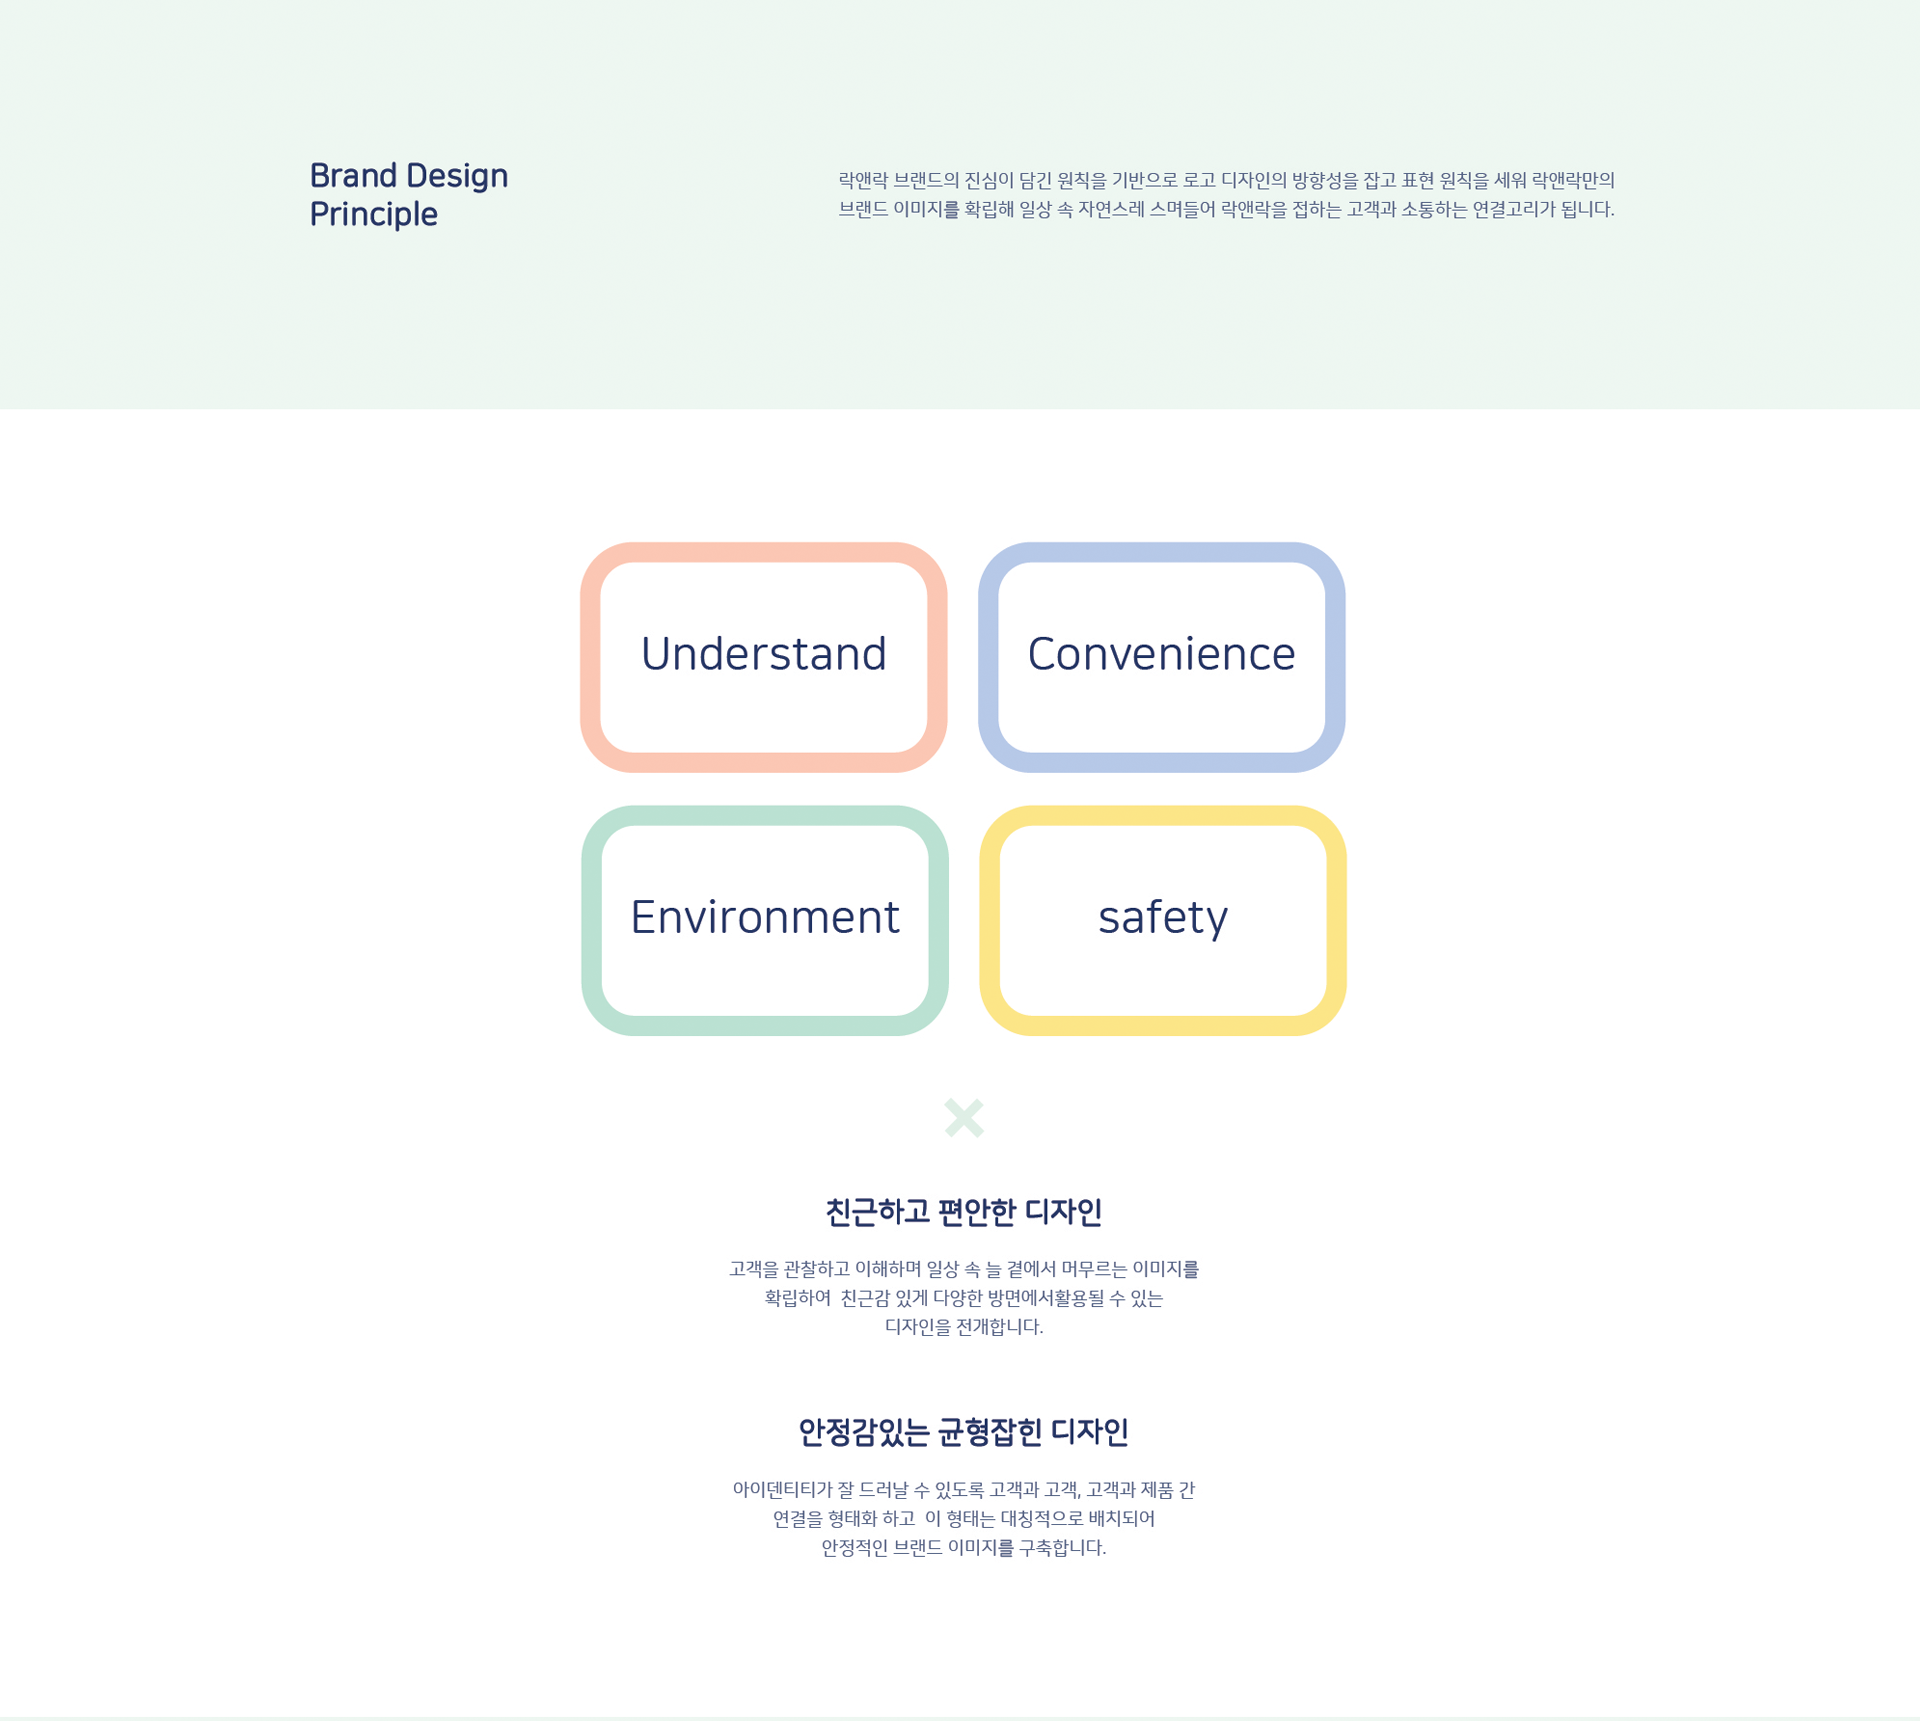 Brand Design
Principle
락앤락 브랜드의 진심이 담긴 원칙을 기반으로 로고 디자인의 방향성을 잡고 표현 원칙을 세워 락앤락만의
브랜드 이미지를 확립해 일상 속 자연스레 스며들어 락앤락을 접하는 고객과 소통하는 연결고리가 됩니다.
Understand
Convenience
Environment
safety
친근하고 편안한 디자인
고객을 관찰하고 이해하며 일상 속 늘 곁에서 머무르는 이미지를
확립하여  친근감 있게 다양한 방면에서활용될 수 있는
디자인을 전개합니다.
안정감있는 균형잡힌 디자인
아이덴티티가 잘 드러날 수 있도록 고객과 고객, 고객과 제품 간
연결을 형태화 하고  이 형태는 대칭적으로 배치되어
안정적인 브랜드 이미지를 구축합니다.